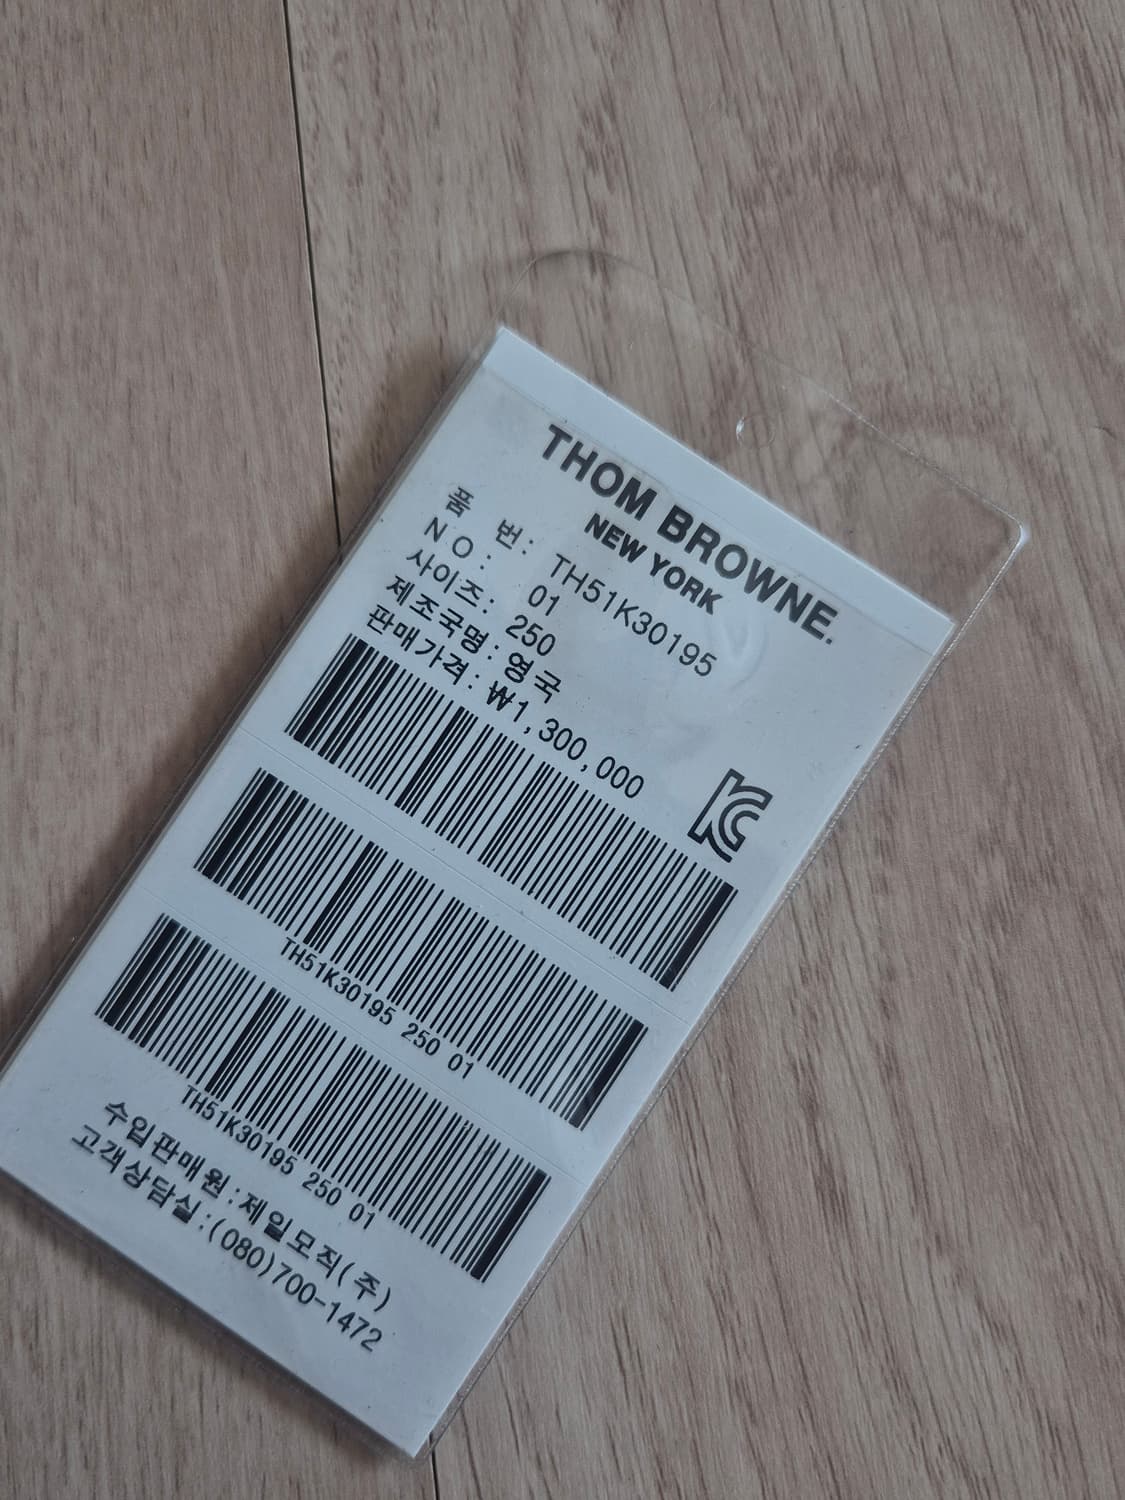 THOM BROWNE.
NEW YORK
품 번: TH51K30195
NO: 01
사이즈: 250
제조국명: 영국
판매가격: ₩1,300,000
TH51K30195 250 01
TH51K30195 250 01
수입판매원:제일모직(주)
고객상담실:(080)700-1472